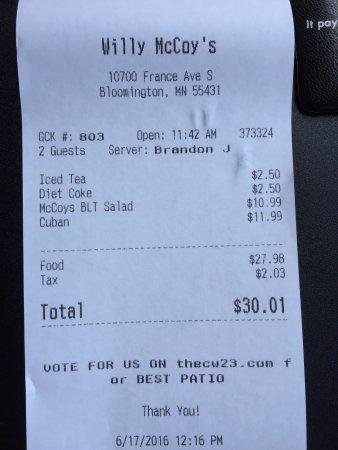 It pay
Willy McCoy's
10700 France Ave S
Bloomington, MN 55431
GCK #: 803 Open: 11:42 AM 373324
2 Guests Server: Brandon J
Iced Tea $2.50
Diet Coke $2.50
McCoys BLT Salad $10.99
Cuban $11.99
Food $27.98
Tax $2.03
Total $30.01
VOTE FOR US ON thecw23.com f
or BEST PATIO
Thank You!
6/17/2016 12:16 PM